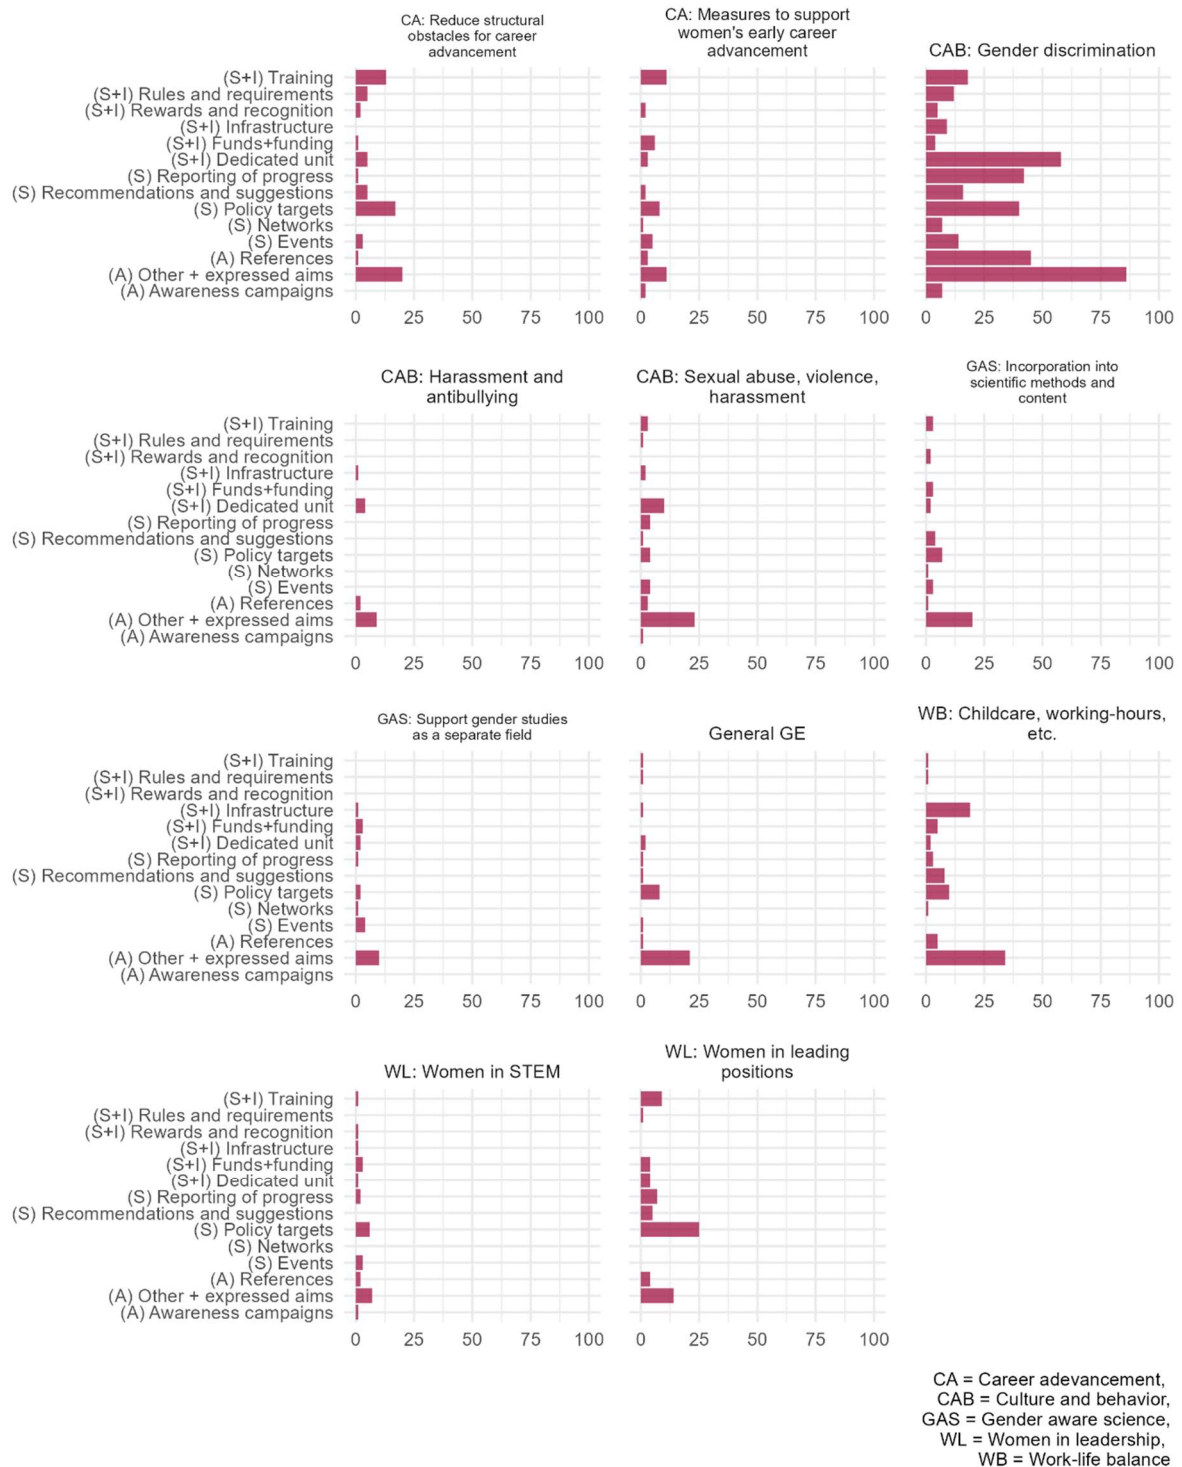 CA: Reduce structural
obstacles for career
advancement
CA: Measures to support
women's early career
advancement
CAB: Gender discrimination
(S+I) Training
(S+I) Rules and requirements
(S+I) Rewards and recognition
(S+I) Infrastructure
(S+I) Funds+funding
(S+I) Dedicated unit
(S) Reporting of progress
(S) Recommendations and suggestions
(S) Policy targets
(S) Networks
(S) Events
(A) References
(A) Other + expressed aims
(A) Awareness campaigns
0 25 50 75 100 0 25 50 75 100 0 25 50 75 100
CAB: Harassment and
antibullying
CAB: Sexual abuse, violence,
harassment
GAS: Incorporation into
scientific methods and
content
(S+I) Training
(S+I) Rules and requirements
(S+I) Rewards and recognition
(S+I) Infrastructure
(S+I) Funds+funding
(S+I) Dedicated unit
(S) Reporting of progress
(S) Recommendations and suggestions
(S) Policy targets
(S) Networks
(S) Events
(A) References
(A) Other + expressed aims
(A) Awareness campaigns
0 25 50 75 100 0 25 50 75 100 0 25 50 75 100
GAS: Support gender studies
as a separate field
General GE
WB: Childcare, working-hours,
etc.
(S+I) Training
(S+I) Rules and requirements
(S+I) Rewards and recognition
(S+I) Infrastructure
(S+I) Funds+funding
(S+I) Dedicated unit
(S) Reporting of progress
(S) Recommendations and suggestions
(S) Policy targets
(S) Networks
(S) Events
(A) References
(A) Other + expressed aims
(A) Awareness campaigns
0 25 50 75 100 0 25 50 75 100 0 25 50 75 100
WL: Women in STEM
WL: Women in leading
positions
(S+I) Training
(S+I) Rules and requirements
(S+I) Rewards and recognition
(S+I) Infrastructure
(S+I) Funds+funding
(S+I) Dedicated unit
(S) Reporting of progress
(S) Recommendations and suggestions
(S) Policy targets
(S) Networks
(S) Events
(A) References
(A) Other + expressed aims
(A) Awareness campaigns
0 25 50 75 100 0 25 50 75 100
CA = Career adevancement,
CAB = Culture and behavior,
GAS = Gender aware science,
WL = Women in leadership,
WB = Work-life balance